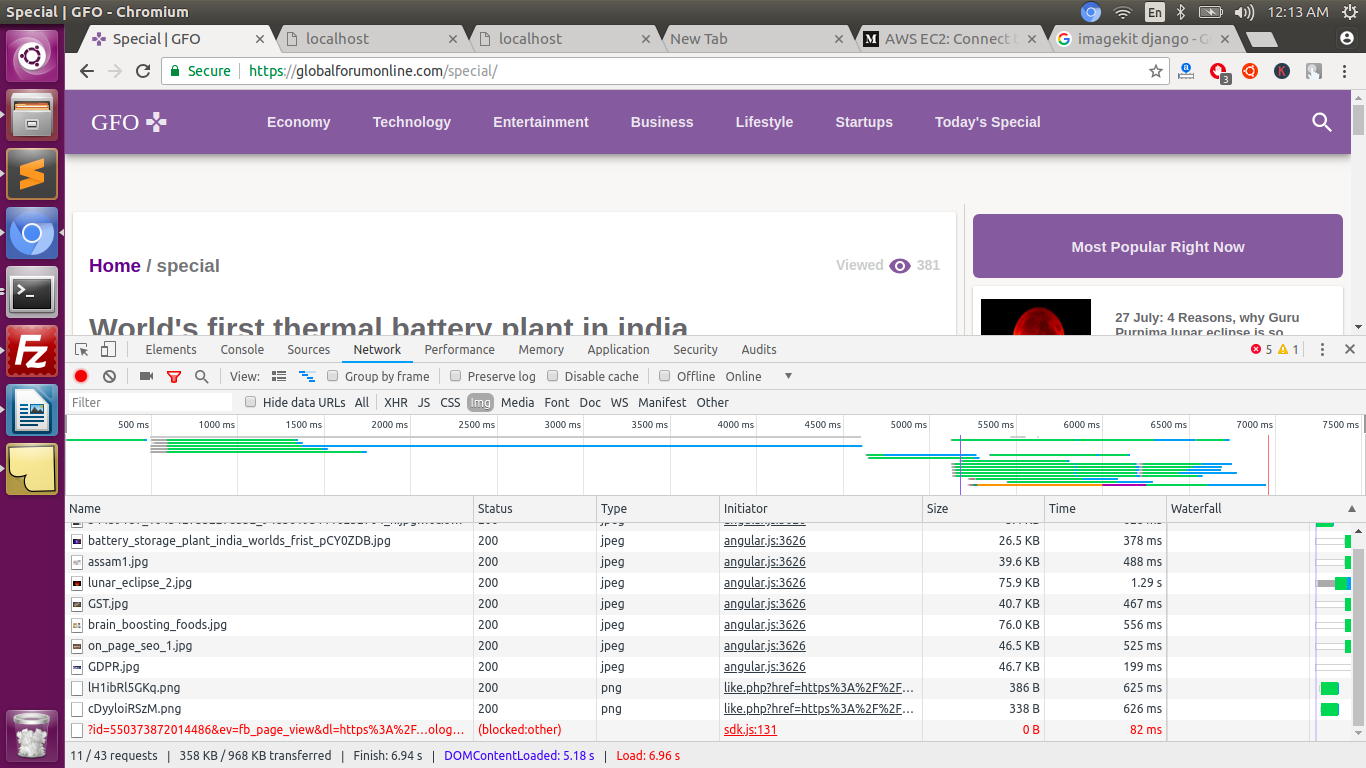 Special | GFO - Chromium
En
12:13 AM
Special | GFO
localhost
localhost
New Tab
AWS EC2: Connect
imagekit django -
Secure
https://globalforumonline.com/special/
3
K
GFO
Economy
Technology
Entertainment
Business
Lifestyle
Startups
Today's Special
Home / special
Viewed 381
World's first thermal battery plant in india
Most Popular Right Now
27 July: 4 Reasons, why Guru
Purnima lunar eclipse is so
Elements Console Sources Network Performance Memory Application Security Audits
5 1
View: Group by frame Preserve log Disable cache Offline Online
Filter Hide data URLs All XHR JS CSS Img Media Font Doc WS Manifest Other
500 ms 1000 ms 1500 ms 2000 ms 2500 ms 3000 ms 3500 ms 4000 ms 4500 ms 5000 ms 5500 ms 6000 ms 6500 ms 7000 ms 7500 ms
Name Status Type Initiator Size Time Waterfall
battery_storage_plant_india_worlds_frist_pCY0ZDB.jpg 200 jpeg angular.js:3626 26.5 KB 378 ms
assam1.jpg 200 jpeg angular.js:3626 39.6 KB 488 ms
lunar_eclipse_2.jpg 200 jpeg angular.js:3626 75.9 KB 1.29 s
GST.jpg 200 jpeg angular.js:3626 40.7 KB 467 ms
brain_boosting_foods.jpg 200 jpeg angular.js:3626 76.0 KB 556 ms
on_page_seo_1.jpg 200 jpeg angular.js:3626 46.5 KB 525 ms
GDPR.jpg 200 jpeg angular.js:3626 46.7 KB 199 ms
lH1ibRl5GKq.png 200 png like.php?href=https%3A%2F%2F... 386 B 625 ms
cDyyloiRSzM.png 200 png like.php?href=https%3A%2F%2F... 338 B 626 ms
?id=550373872014486&ev=fb_page_view&dl=https%3A%2F...olog... (blocked:other) sdk.js:131 0 B 82 ms
11 / 43 requests | 358 KB / 968 KB transferred | Finish: 6.94 s | DOMContentLoaded: 5.18 s | Load: 6.96 s